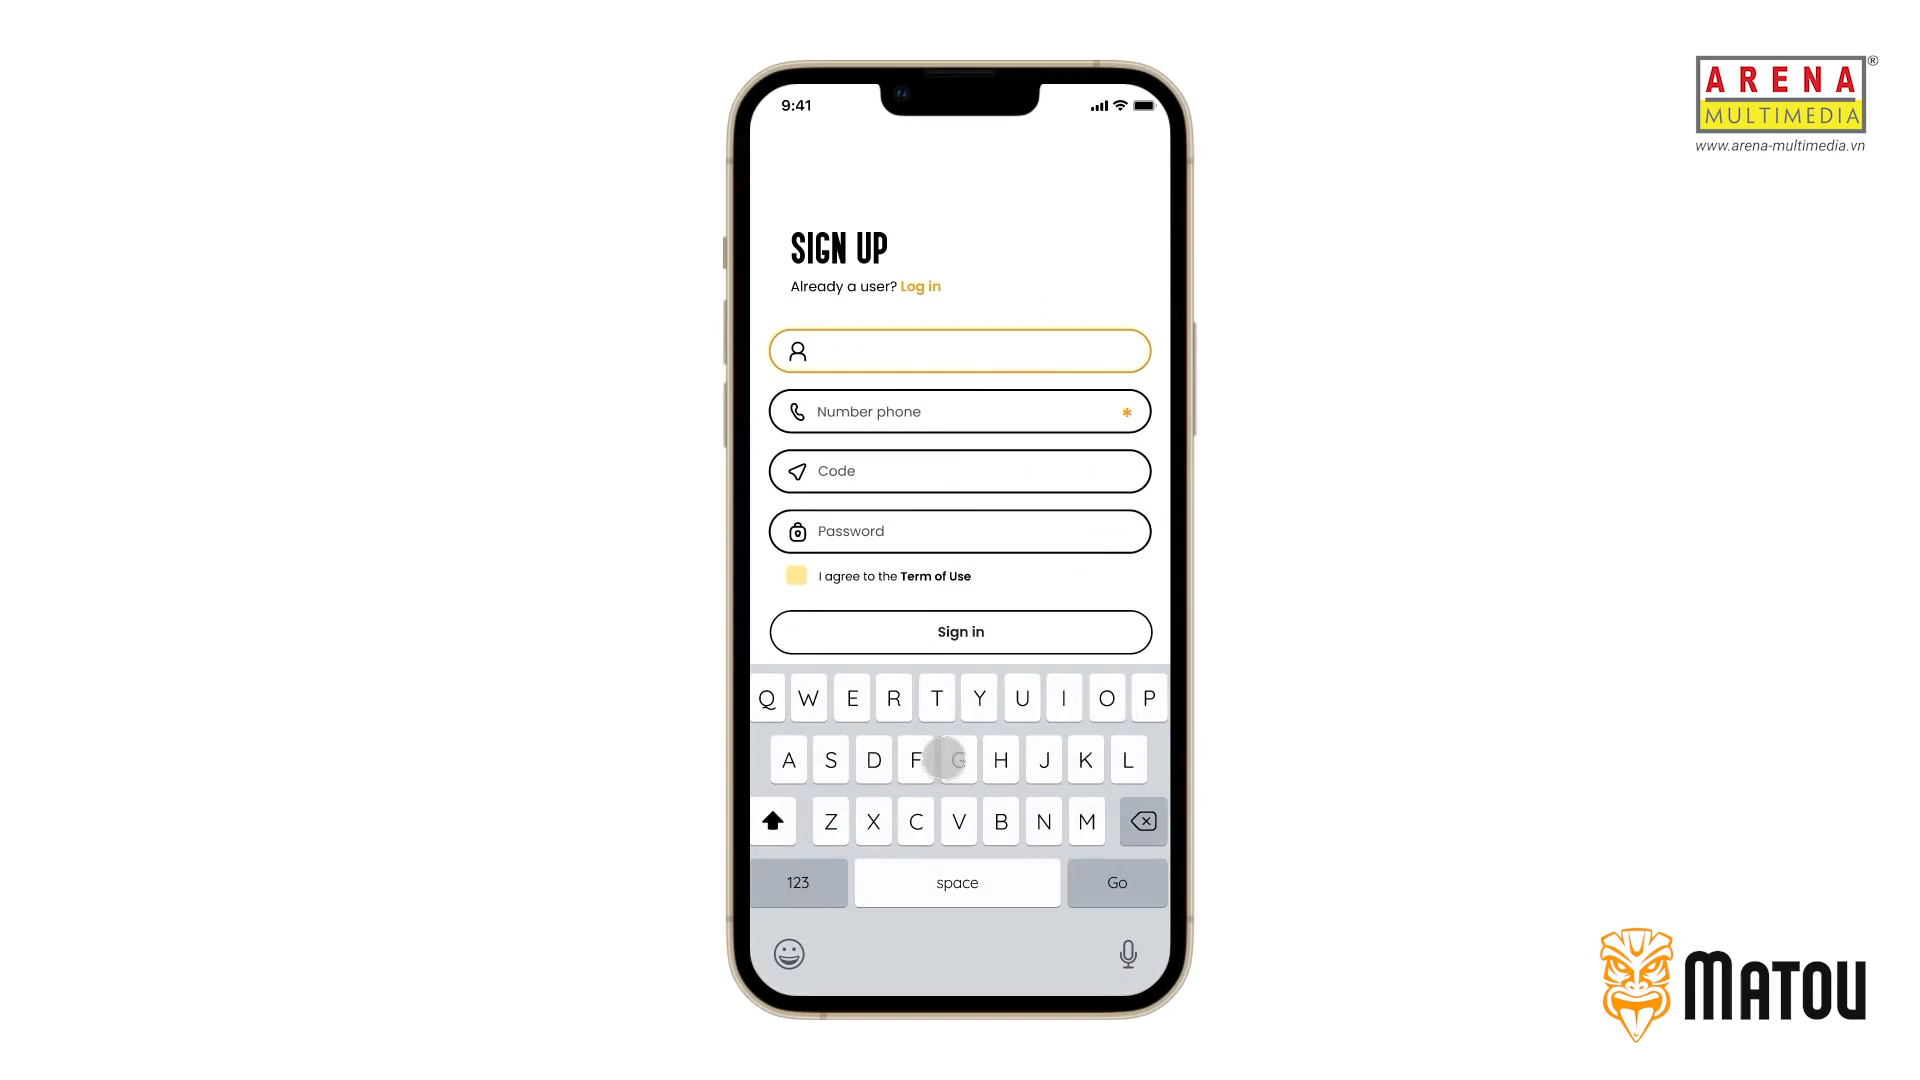 9:41
ARENA ®
MULTIMEDIA
www.arena-multimedia.vn
SIGN UP
Already a user? Log in
Number phone *
Code
Password
I agree to the Term of Use
Sign in
Q W E R T Y U I O P
A S D F G H J K L
Z X C V B N M
123 space Go
MATOU